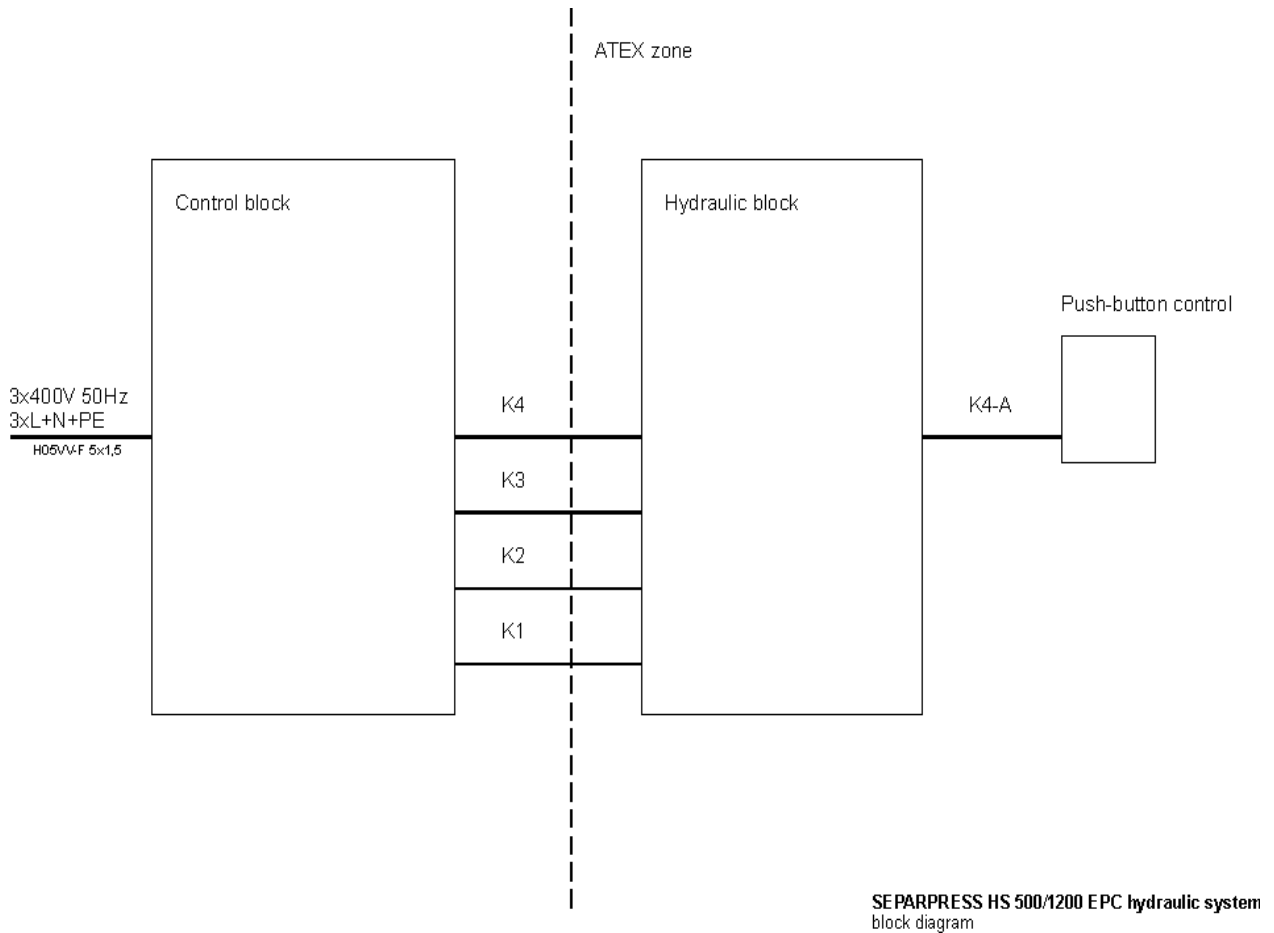 ATEX zone
Control block
Hydraulic block
Push-button control
3x400V 50Hz
3xL+N+PE
H05VV-F 5x1,5
K4
K4-A
K3
K2
K1
SEPARPRESS HS 500/1200 EPC hydraulic system
block diagram